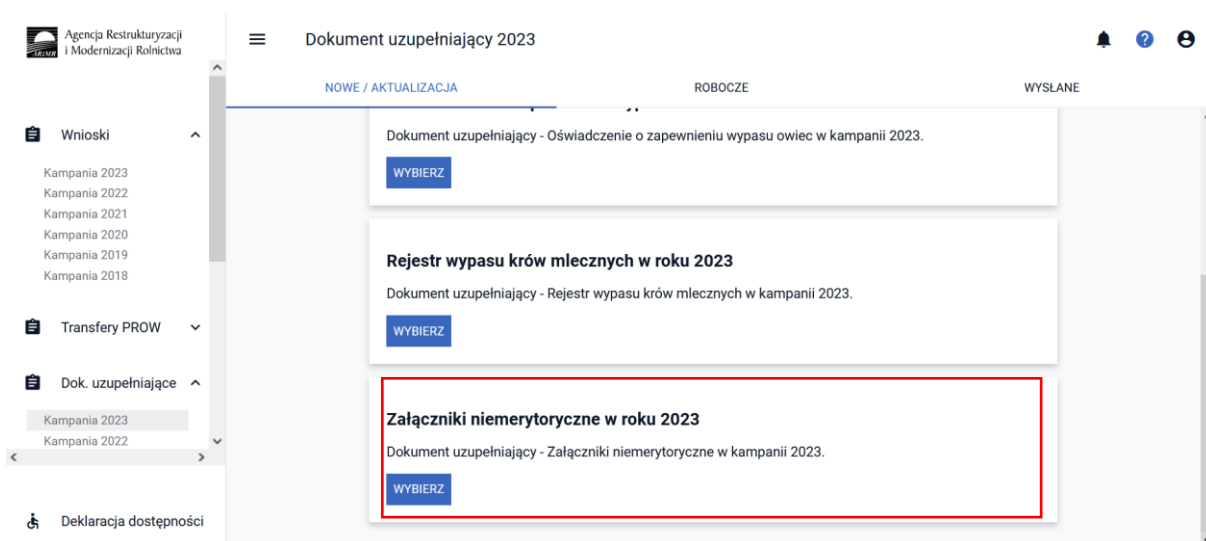 Agencja Restrukturyzacji
i Modernizacji Rolnictwa
ARiMR
Dokument uzupełniający 2023
NOWE / AKTUALIZACJA
ROBOCZE
WYSŁANE
Wnioski
Kampania 2023
Kampania 2022
Kampania 2021
Kampania 2020
Kampania 2019
Kampania 2018
Transfery PROW
Dok. uzupełniające
Kampania 2023
Kampania 2022
Deklaracja dostępności
Dokument uzupełniający - Oświadczenie o zapewnieniu wypasu owiec w kampanii 2023.
WYBIERZ
Rejestr wypasu krów mlecznych w roku 2023
Dokument uzupełniający - Rejestr wypasu krów mlecznych w kampanii 2023.
WYBIERZ
Załączniki niemerytoryczne w roku 2023
Dokument uzupełniający - Załączniki niemerytoryczne w kampanii 2023.
WYBIERZ